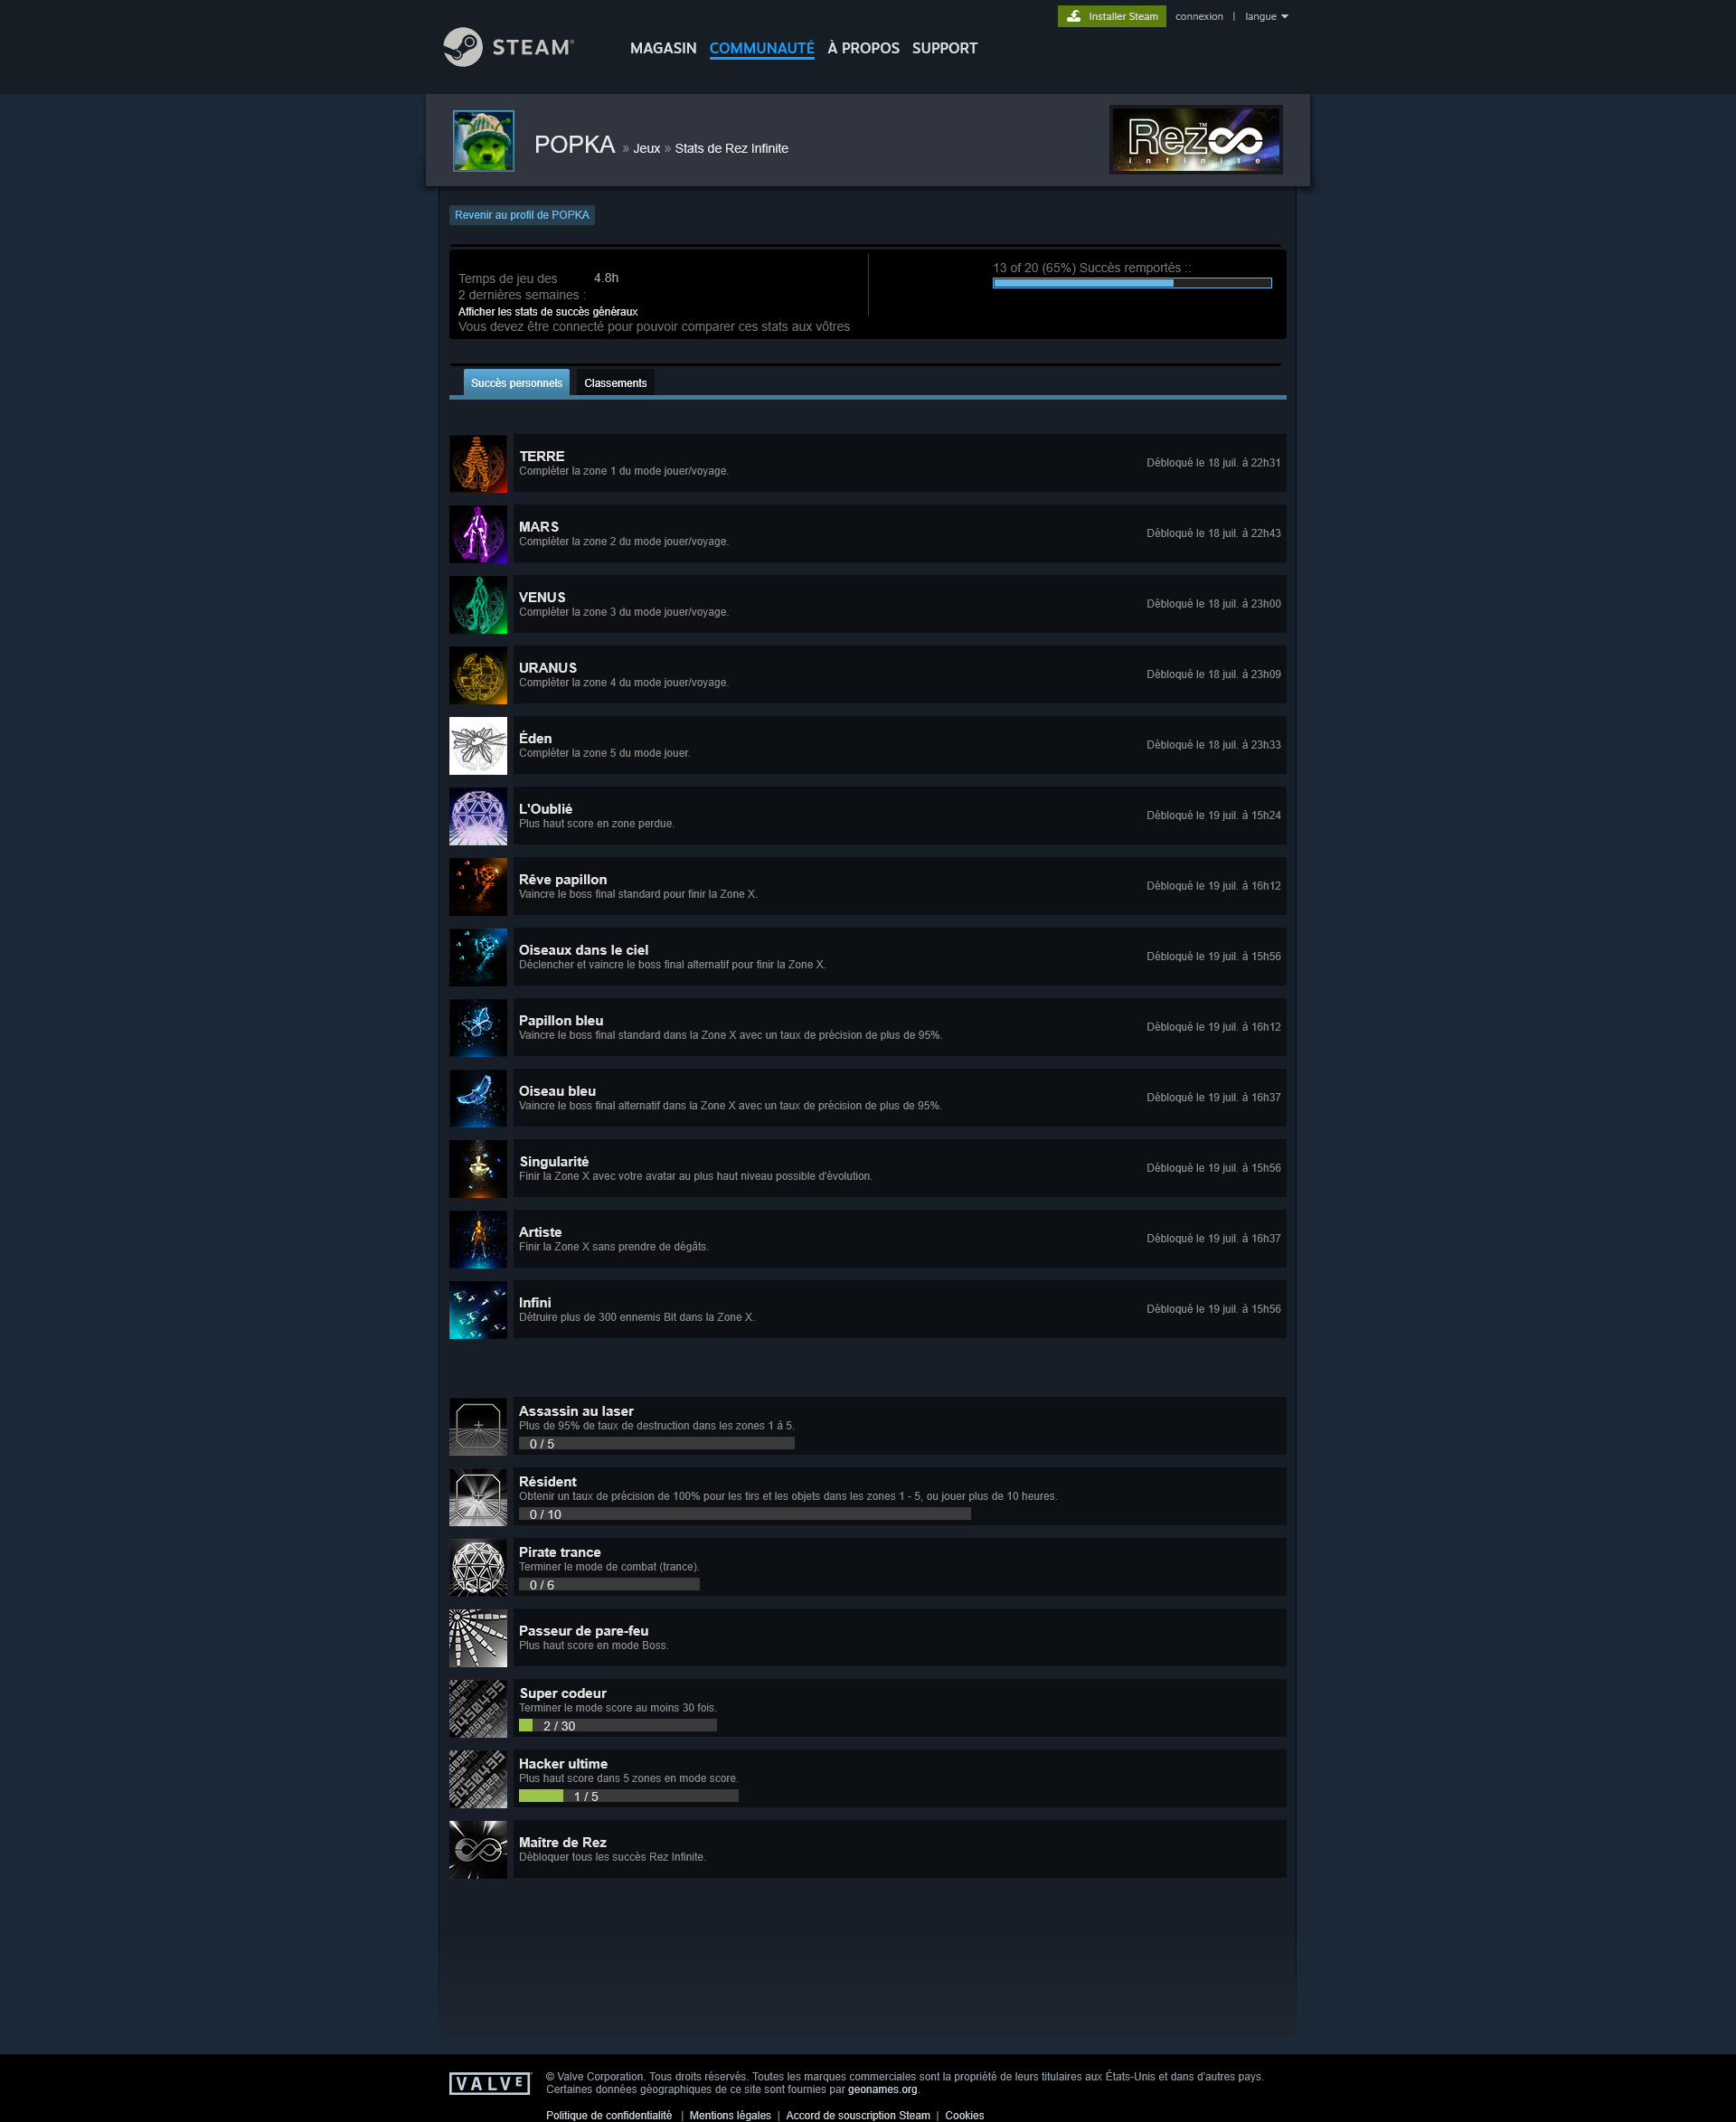 Installer Steam
connexion | langue
STEAM®
MAGASIN COMMUNAUTÉ À PROPOS SUPPORT
POPKA » Jeux » Stats de Rez Infinite
Rez™
infinite
Revenir au profil de POPKA
Temps de jeu des
2 dernières semaines :
4.8h
Afficher les stats de succès généraux
Vous devez être connecté pour pouvoir comparer ces stats aux vôtres
13 of 20 (65%) Succès remportés ::
Succès personnels
Classements
TERRE
Compléter la zone 1 du mode jouer/voyage.
Débloqué le 18 juil. à 22h31
MARS
Compléter la zone 2 du mode jouer/voyage.
Débloqué le 18 juil. à 22h43
VENUS
Compléter la zone 3 du mode jouer/voyage.
Débloqué le 18 juil. à 23h00
URANUS
Compléter la zone 4 du mode jouer/voyage.
Débloqué le 18 juil. à 23h09
Éden
Compléter la zone 5 du mode jouer.
Débloqué le 18 juil. à 23h33
L'Oublié
Plus haut score en zone perdue.
Débloqué le 19 juil. à 15h24
Rêve papillon
Vaincre le boss final standard pour finir la Zone X.
Débloqué le 19 juil. à 16h12
Oiseaux dans le ciel
Déclencher et vaincre le boss final alternatif pour finir la Zone X.
Débloqué le 19 juil. à 15h56
Papillon bleu
Vaincre le boss final standard dans la Zone X avec un taux de précision de plus de 95%.
Débloqué le 19 juil. à 16h12
Oiseau bleu
Vaincre le boss final alternatif dans la Zone X avec un taux de précision de plus de 95%.
Débloqué le 19 juil. à 16h37
Singularité
Finir la Zone X avec votre avatar au plus haut niveau possible d'évolution.
Débloqué le 19 juil. à 15h56
Artiste
Finir la Zone X sans prendre de dégâts.
Débloqué le 19 juil. à 16h37
Infini
Détruire plus de 300 ennemis Bit dans la Zone X.
Débloqué le 19 juil. à 15h56
Assassin au laser
Plus de 95% de taux de destruction dans les zones 1 à 5.
0 / 5
Résident
Obtenir un taux de précision de 100% pour les tirs et les objets dans les zones 1 - 5, ou jouer plus de 10 heures.
0 / 10
Pirate trance
Terminer le mode de combat (trance).
0 / 6
Passeur de pare-feu
Plus haut score en mode Boss.
Super codeur
Terminer le mode score au moins 30 fois.
2 / 30
Hacker ultime
Plus haut score dans 5 zones en mode score.
1 / 5
Maître de Rez
Débloquer tous les succès Rez Infinite.
VALVE
© Valve Corporation. Tous droits réservés. Toutes les marques commerciales sont la propriété de leurs titulaires aux États-Unis et dans d'autres pays.
Certaines données géographiques de ce site sont fournies par geonames.org.
Politique de confidentialité | Mentions légales | Accord de souscription Steam | Cookies